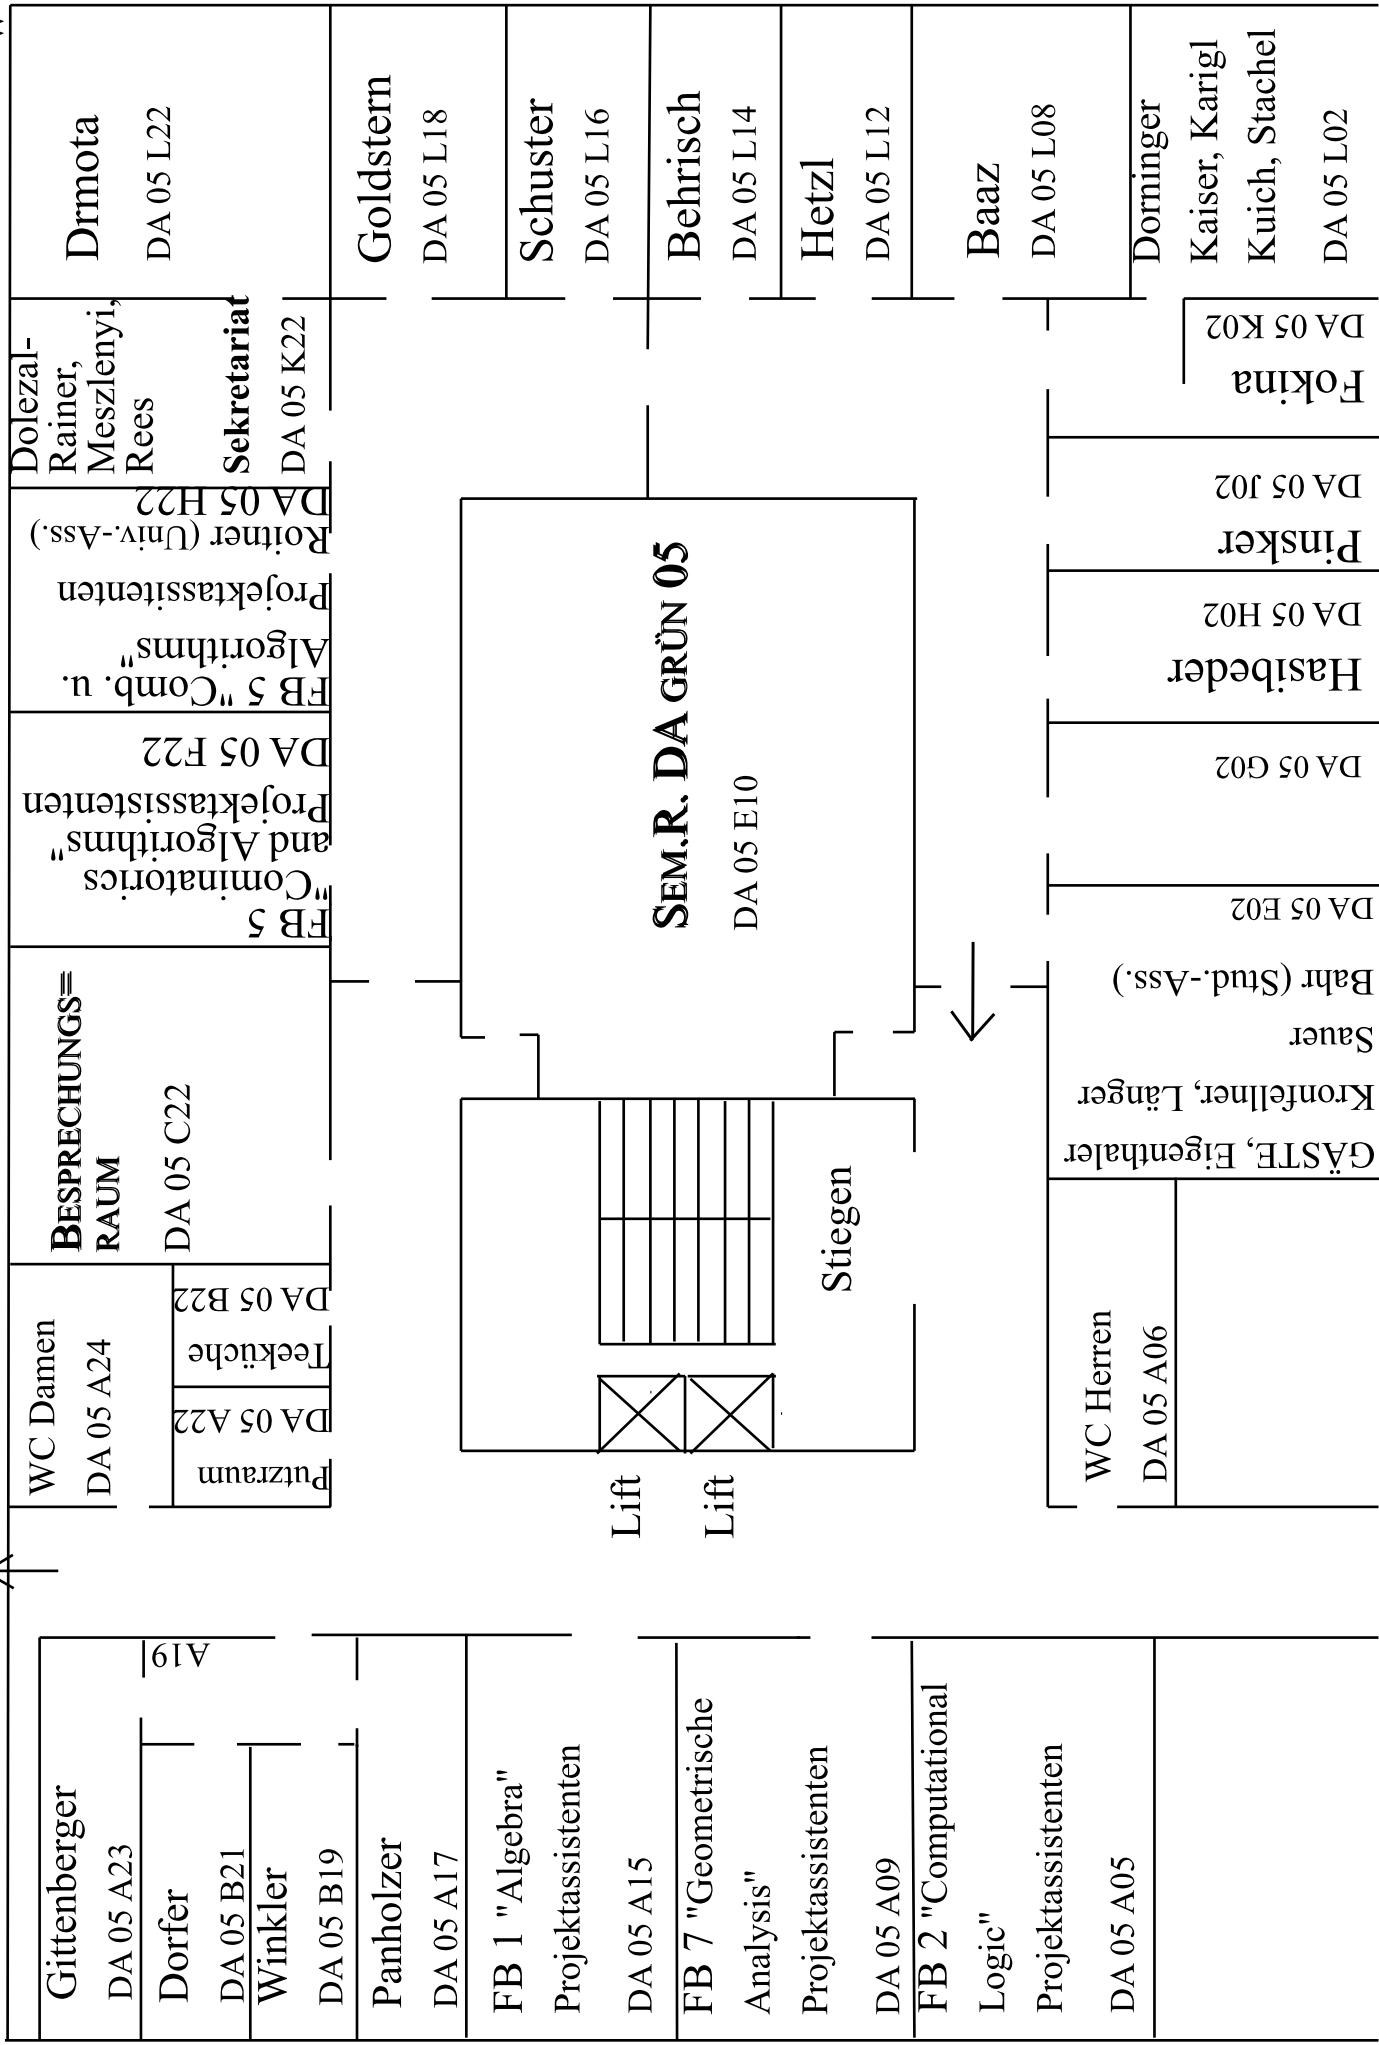 Drmota
DA 05 L22
Goldstern
DA 05 L18
Schuster
DA 05 L16
Behrisch
DA 05 L14
Hetzl
DA 05 L12
Baaz
DA 05 L08
Dorninger
Kaiser, Karigl
Kuich, Stachel
DA 05 L02
Dolezal-
Rainer,
Meszlenyi,
Rees
Sekretariat
DA 05 K22
DA 05 H22
Roitner (Univ.-Ass.)
Projektassitenten
FB 5 "Comb. u.
Algorithms"
DA 05 F22
Projektassistenten
FB 5
"Cominatorics
and Algorithms"
BESPRECHUNGS=
RAUM
DA 05 C22
WC Damen
DA 05 A24
DA 05 B22
Teeküche
DA 05 A22
Putzraum
SEM.R. DA GRÜN 05
DA 05 E10
Stiegen
Lift
Lift
DA 05 K02
Fokina
DA 05 J02
Pinsker
DA 05 H02
Hasibeder
DA 05 G02
DA 05 E02
Bahr (Stud.-Ass.)
Sauer
Kronfellner, Länger
GÄSTE, Eigenthaler
WC Herren
DA 05 A06
Gittenberger
DA 05 A23
A19
Dorfer
DA 05 B21
Winkler
DA 05 B19
Panholzer
DA 05 A17
FB 1 "Algebra"
Projektassistenten
DA 05 A15
FB 7 "Geometrische
Analysis"
Projektassistenten
DA 05 A09
FB 2 "Computational
Logic"
Projektassistenten
DA 05 A05